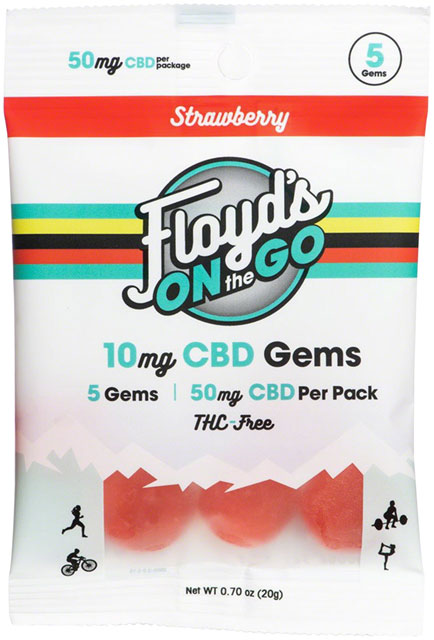 50mg CBD per package
5
Gems
Strawberry
Floyd's
ON the GO
10mg CBD Gems
5 Gems | 50mg CBD Per Pack
THC-Free
Net WT 0.70 oz (20g)